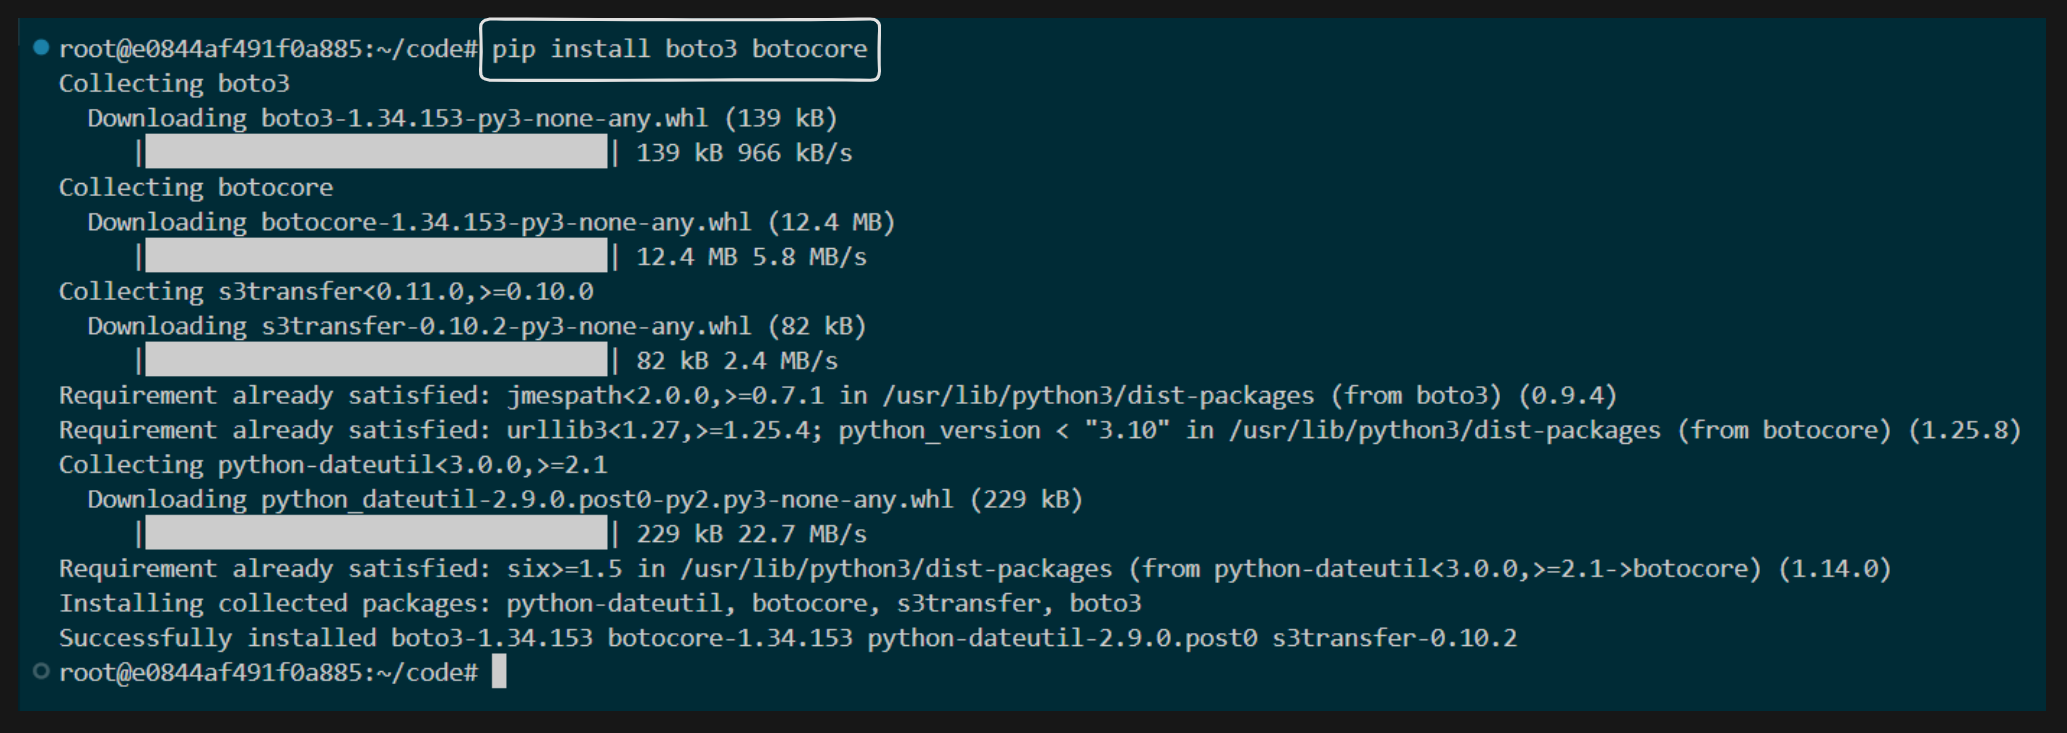 root@e0844af491f0a885:~/code# pip install boto3 botocore
Collecting boto3
  Downloading boto3-1.34.153-py3-none-any.whl (139 kB)
     |████████████████████████████████| 139 kB 966 kB/s
Collecting botocore
  Downloading botocore-1.34.153-py3-none-any.whl (12.4 MB)
     |████████████████████████████████| 12.4 MB 5.8 MB/s
Collecting s3transfer<0.11.0,>=0.10.0
  Downloading s3transfer-0.10.2-py3-none-any.whl (82 kB)
     |████████████████████████████████| 82 kB 2.4 MB/s
Requirement already satisfied: jmespath<2.0.0,>=0.7.1 in /usr/lib/python3/dist-packages (from boto3) (0.9.4)
Requirement already satisfied: urllib3<1.27,>=1.25.4; python_version < "3.10" in /usr/lib/python3/dist-packages (from botocore) (1.25.8)
Collecting python-dateutil<3.0.0,>=2.1
  Downloading python_dateutil-2.9.0.post0-py2.py3-none-any.whl (229 kB)
     |████████████████████████████████| 229 kB 22.7 MB/s
Requirement already satisfied: six>=1.5 in /usr/lib/python3/dist-packages (from python-dateutil<3.0.0,>=2.1->botocore) (1.14.0)
Installing collected packages: python-dateutil, botocore, s3transfer, boto3
Successfully installed boto3-1.34.153 botocore-1.34.153 python-dateutil-2.9.0.post0 s3transfer-0.10.2
root@e0844af491f0a885:~/code#